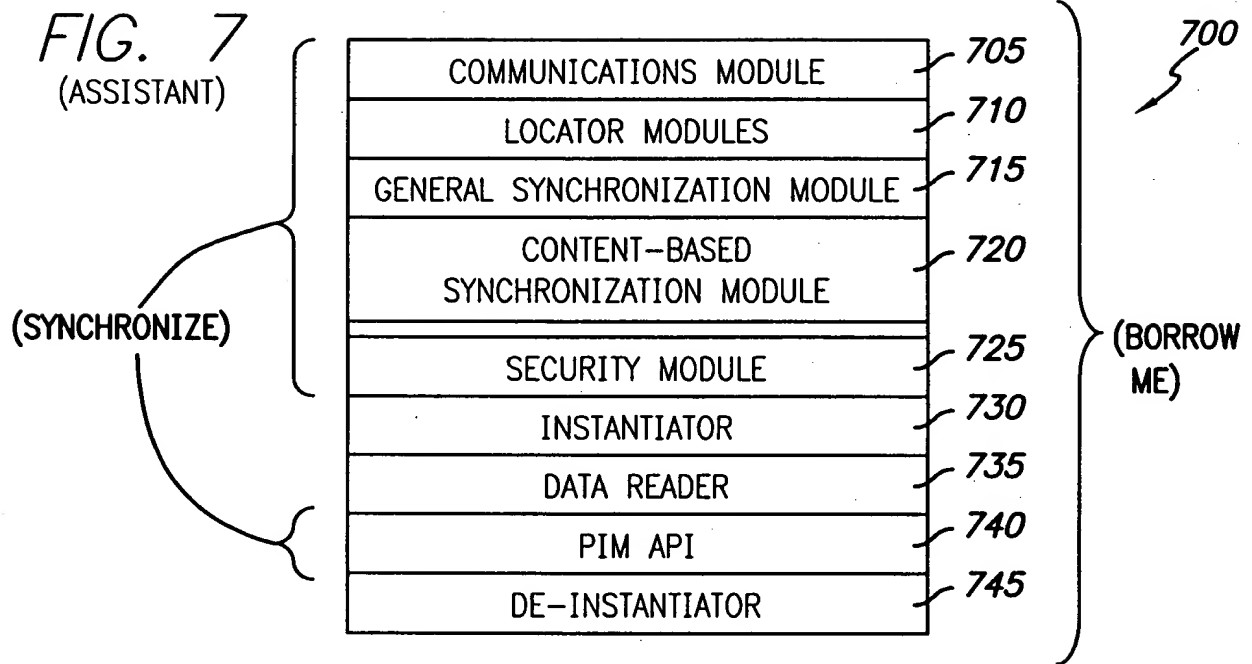 FIG. 7
(ASSISTANT)
700
COMMUNICATIONS MODULE
705
LOCATOR MODULES
710
GENERAL SYNCHRONIZATION MODULE
715
CONTENT-BASED
SYNCHRONIZATION MODULE
720
SECURITY MODULE
725
INSTANTIATOR
730
DATA READER
735
PIM API
740
DE-INSTANTIATOR
745
(SYNCHRONIZE)
(BORROW
ME)